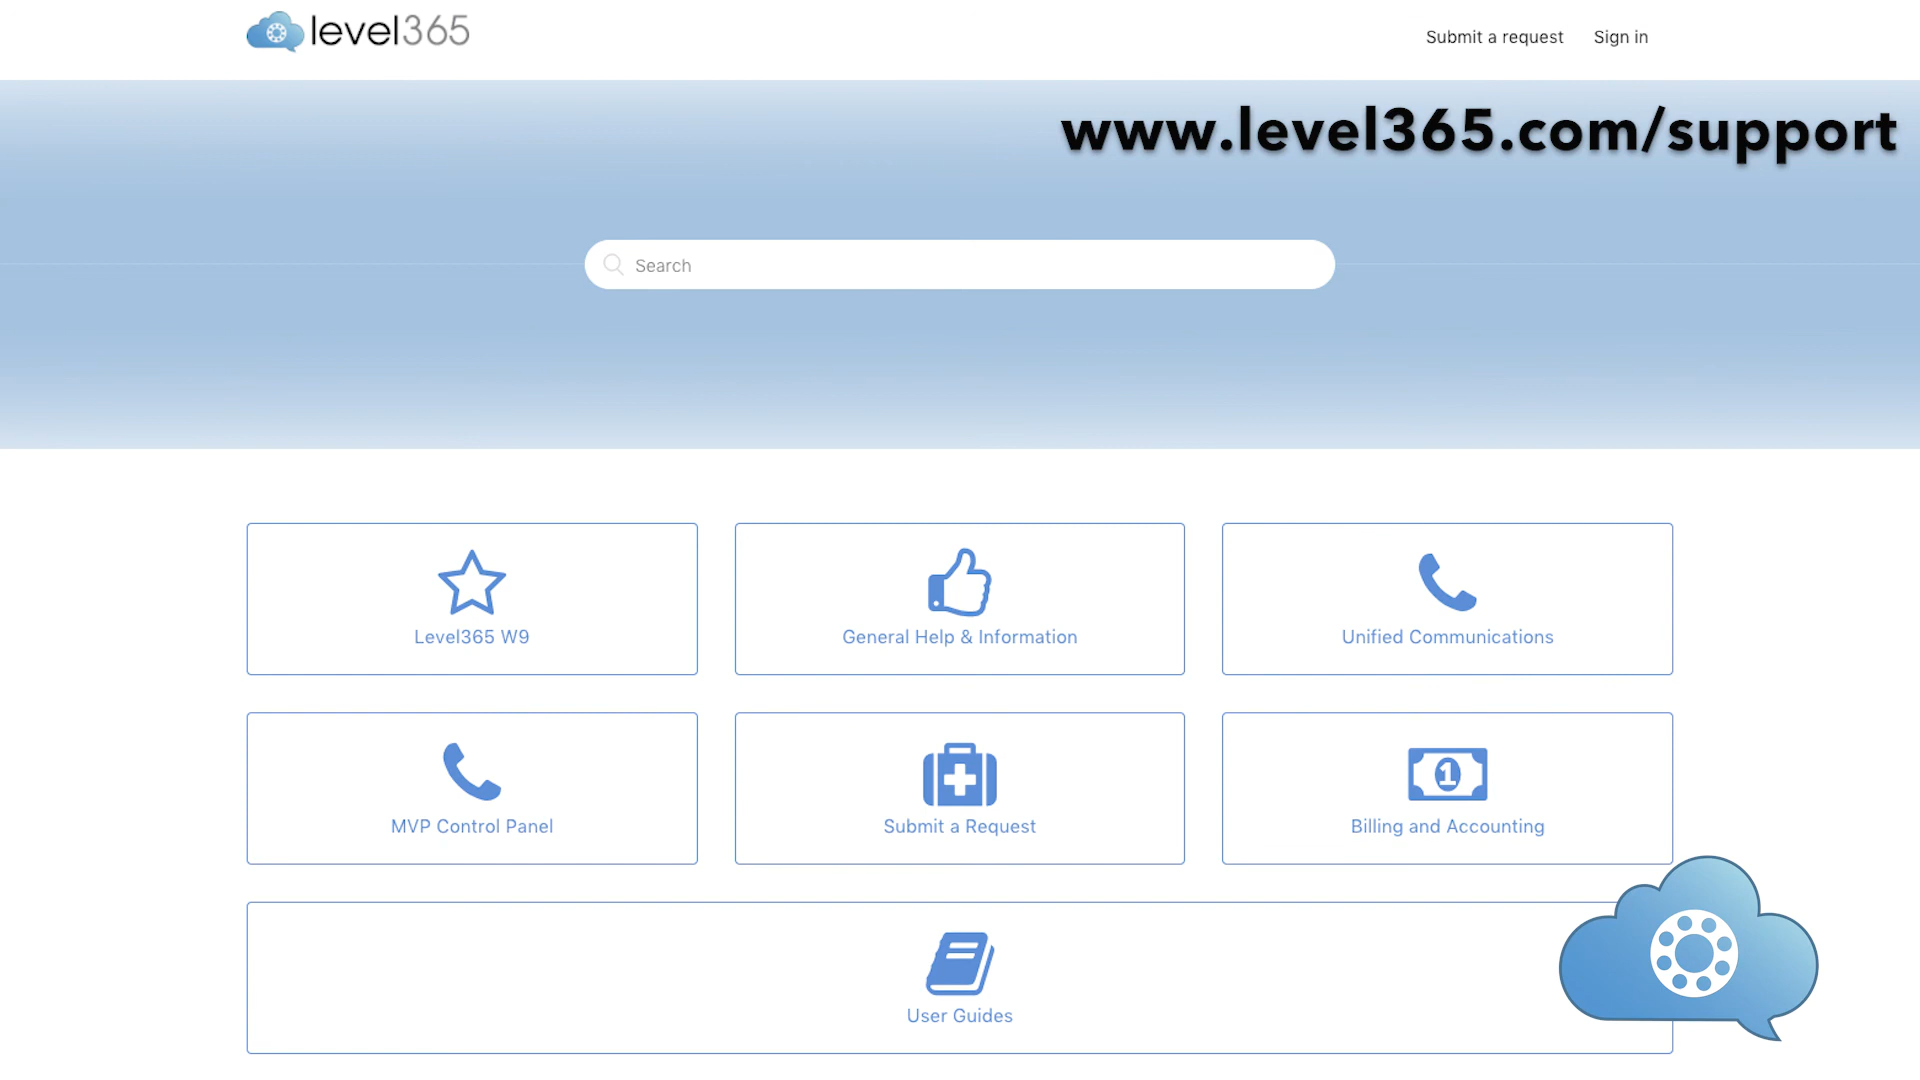 level365
Submit a request
Sign in
www.level365.com/support
Search
Level365 W9
General Help & Information
Unified Communications
MVP Control Panel
Submit a Request
1
Billing and Accounting
User Guides